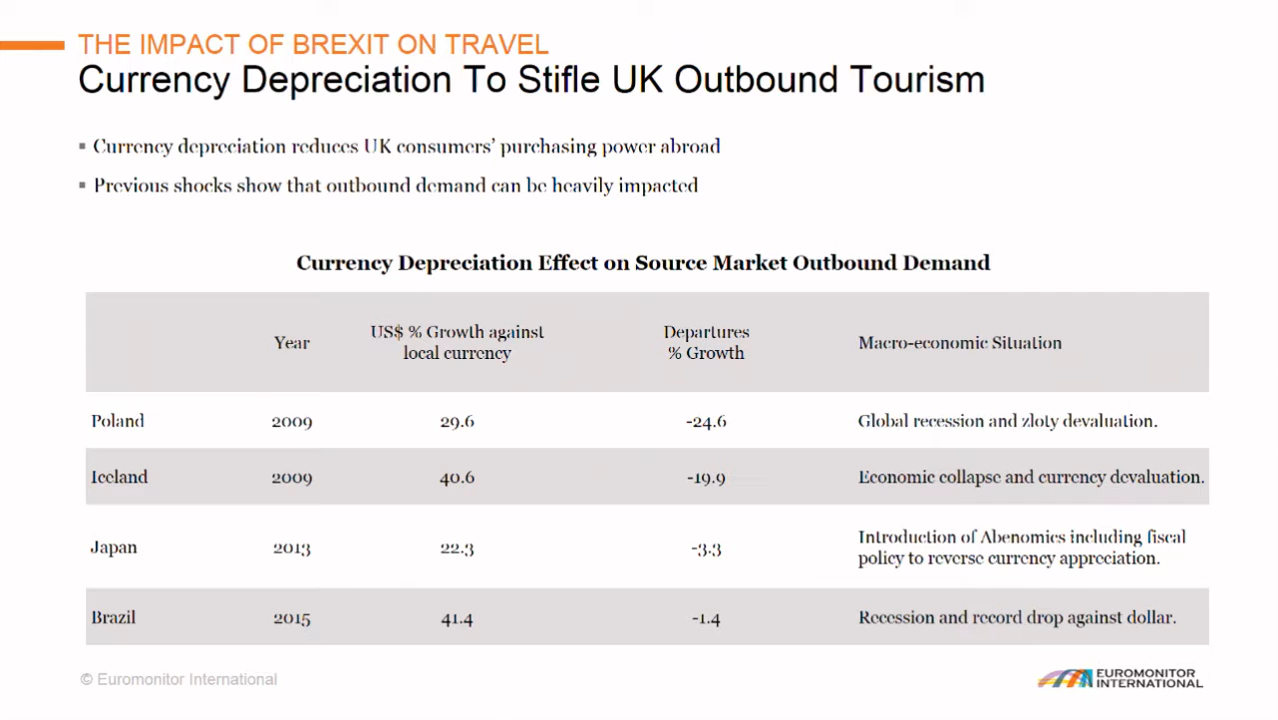 THE IMPACT OF BREXIT ON TRAVEL
Currency Depreciation To Stifle UK Outbound Tourism
▪ Currency depreciation reduces UK consumers’ purchasing power abroad
▪ Previous shocks show that outbound demand can be heavily impacted
Currency Depreciation Effect on Source Market Outbound Demand
Year
US$ % Growth against
local currency
Departures
% Growth
Macro-economic Situation
Poland 2009 29.6 -24.6 Global recession and zloty devaluation.
Iceland 2009 40.6 -19.9 Economic collapse and currency devaluation.
Japan 2013 22.3 -3.3 Introduction of Abenomics including fiscal
policy to reverse currency appreciation.
Brazil 2015 41.4 -1.4 Recession and record drop against dollar.
© Euromonitor International
EUROMONITOR
INTERNATIONAL